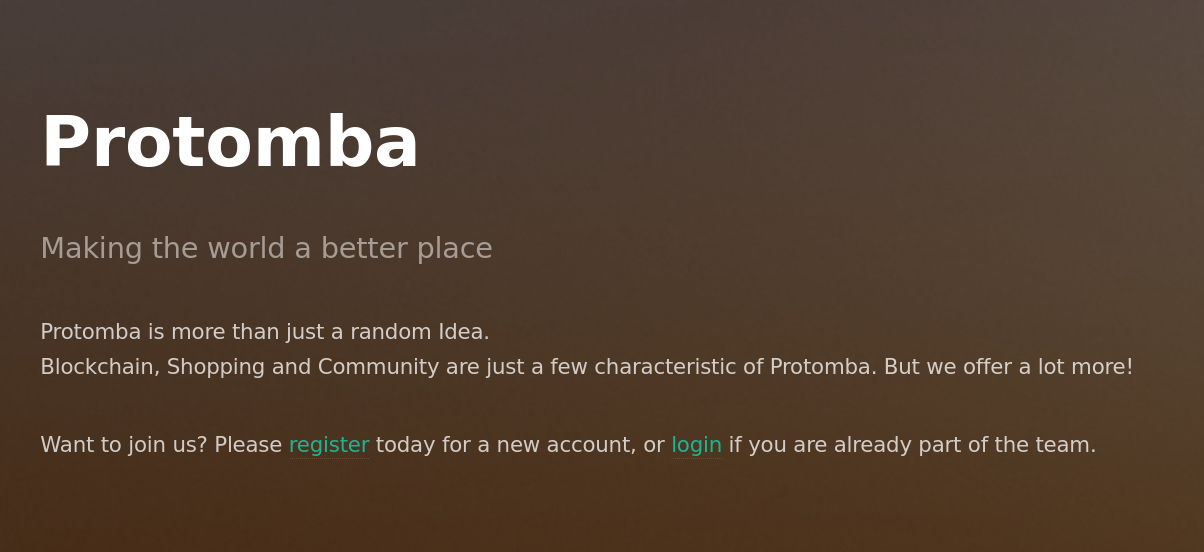 Protomba
Making the world a better place
Protomba is more than just a random Idea.
Blockchain, Shopping and Community are just a few characteristic of Protomba. But we offer a lot more!
Want to join us? Please register today for a new account, or login if you are already part of the team.